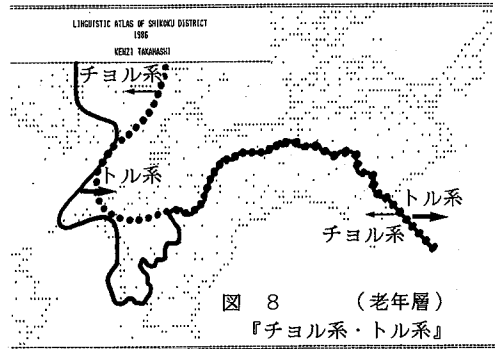 LINGUISTIC ATLAS OF SHIKOKU DISTRICT
1986
KENZI TAKAHASHI
チョル系
トル系
トル系
チョル系
図 8 （老年層）
『チョル系・トル系』